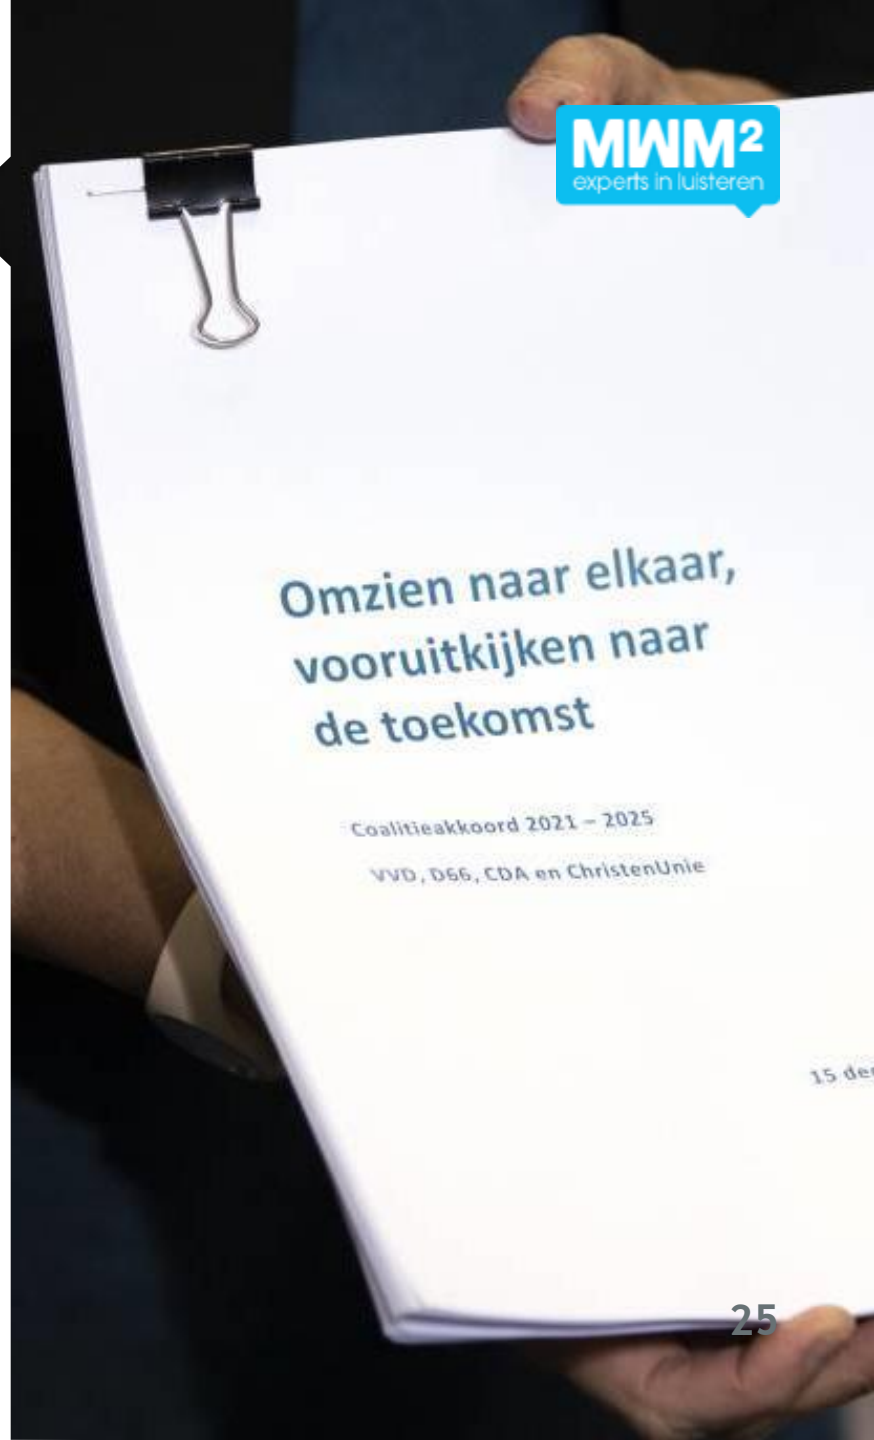 MWM²
experts in luisteren
Omzien naar elkaar,
vooruitkijken naar
de toekomst
Coalitieakkoord 2021 – 2025
VVD, D66, CDA en ChristenUnie
15
25